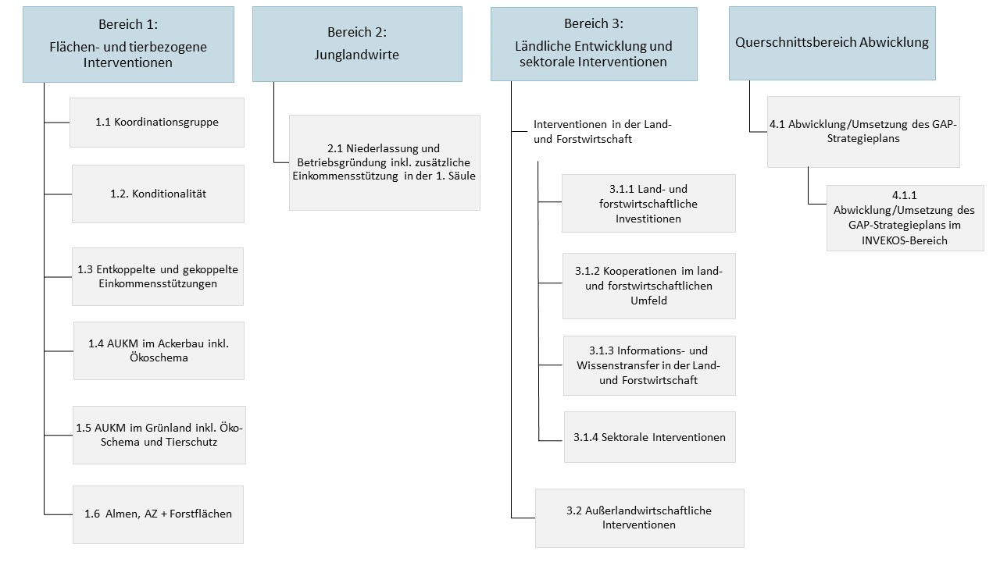 Bereich 1:
Flächen- und tierbezogene
Interventionen
1.1 Koordinationsgruppe
1.2. Konditionalität
1.3 Entkoppelte und gekoppelte
Einkommensstützungen
1.4 AUKM im Ackerbau inkl.
Ökoschema
1.5 AUKM im Grünland inkl. Öko-
Schema und Tierschutz
1.6 Almen, AZ + Forstflächen
Bereich 2:
Junglandwirte
2.1 Niederlassung und
Betriebsgründung inkl. zusätzliche
Einkommensstützung in der 1. Säule
Bereich 3:
Ländliche Entwicklung und
sektorale Interventionen
Interventionen in der Land-
und Forstwirtschaft
3.1.1 Land- und
forstwirtschaftliche
Investitionen
3.1.2 Kooperationen im land-
und forstwirtschaftlichen
Umfeld
3.1.3 Informations- und
Wissenstransfer in der Land-
und Forstwirtschaft
3.1.4 Sektorale Interventionen
3.2 Außerlandwirtschaftliche
Interventionen
Querschnittsbereich Abwicklung
4.1 Abwicklung/Umsetzung des GAP-
Strategieplans
4.1.1
Abwicklung/Umsetzung des
GAP-Strategieplans im
INVEKOS-Bereich